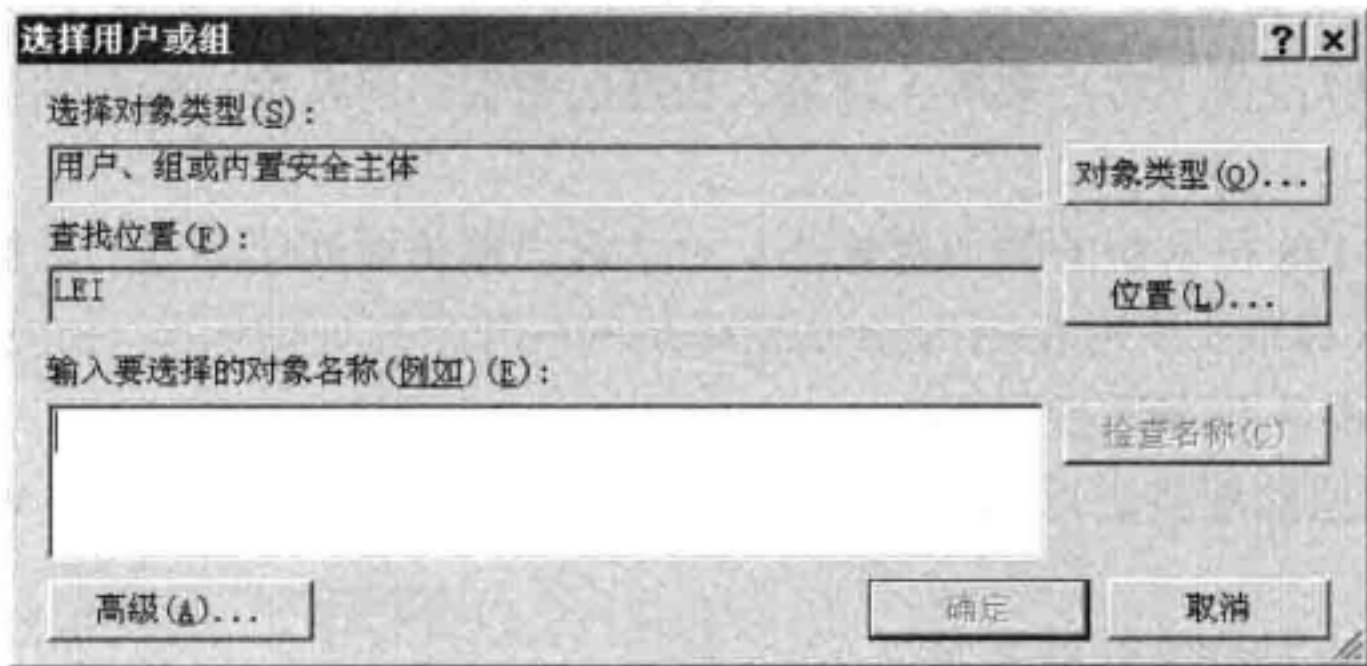 选择用户或组
选择对象类型(S):
用户、组或内置安全主体
对象类型(O)...
查找位置(F):
LEI
位置(L)...
输入要选择的对象名称(例如)(E):
检查名称(C)
高级(A)...
确定
取消